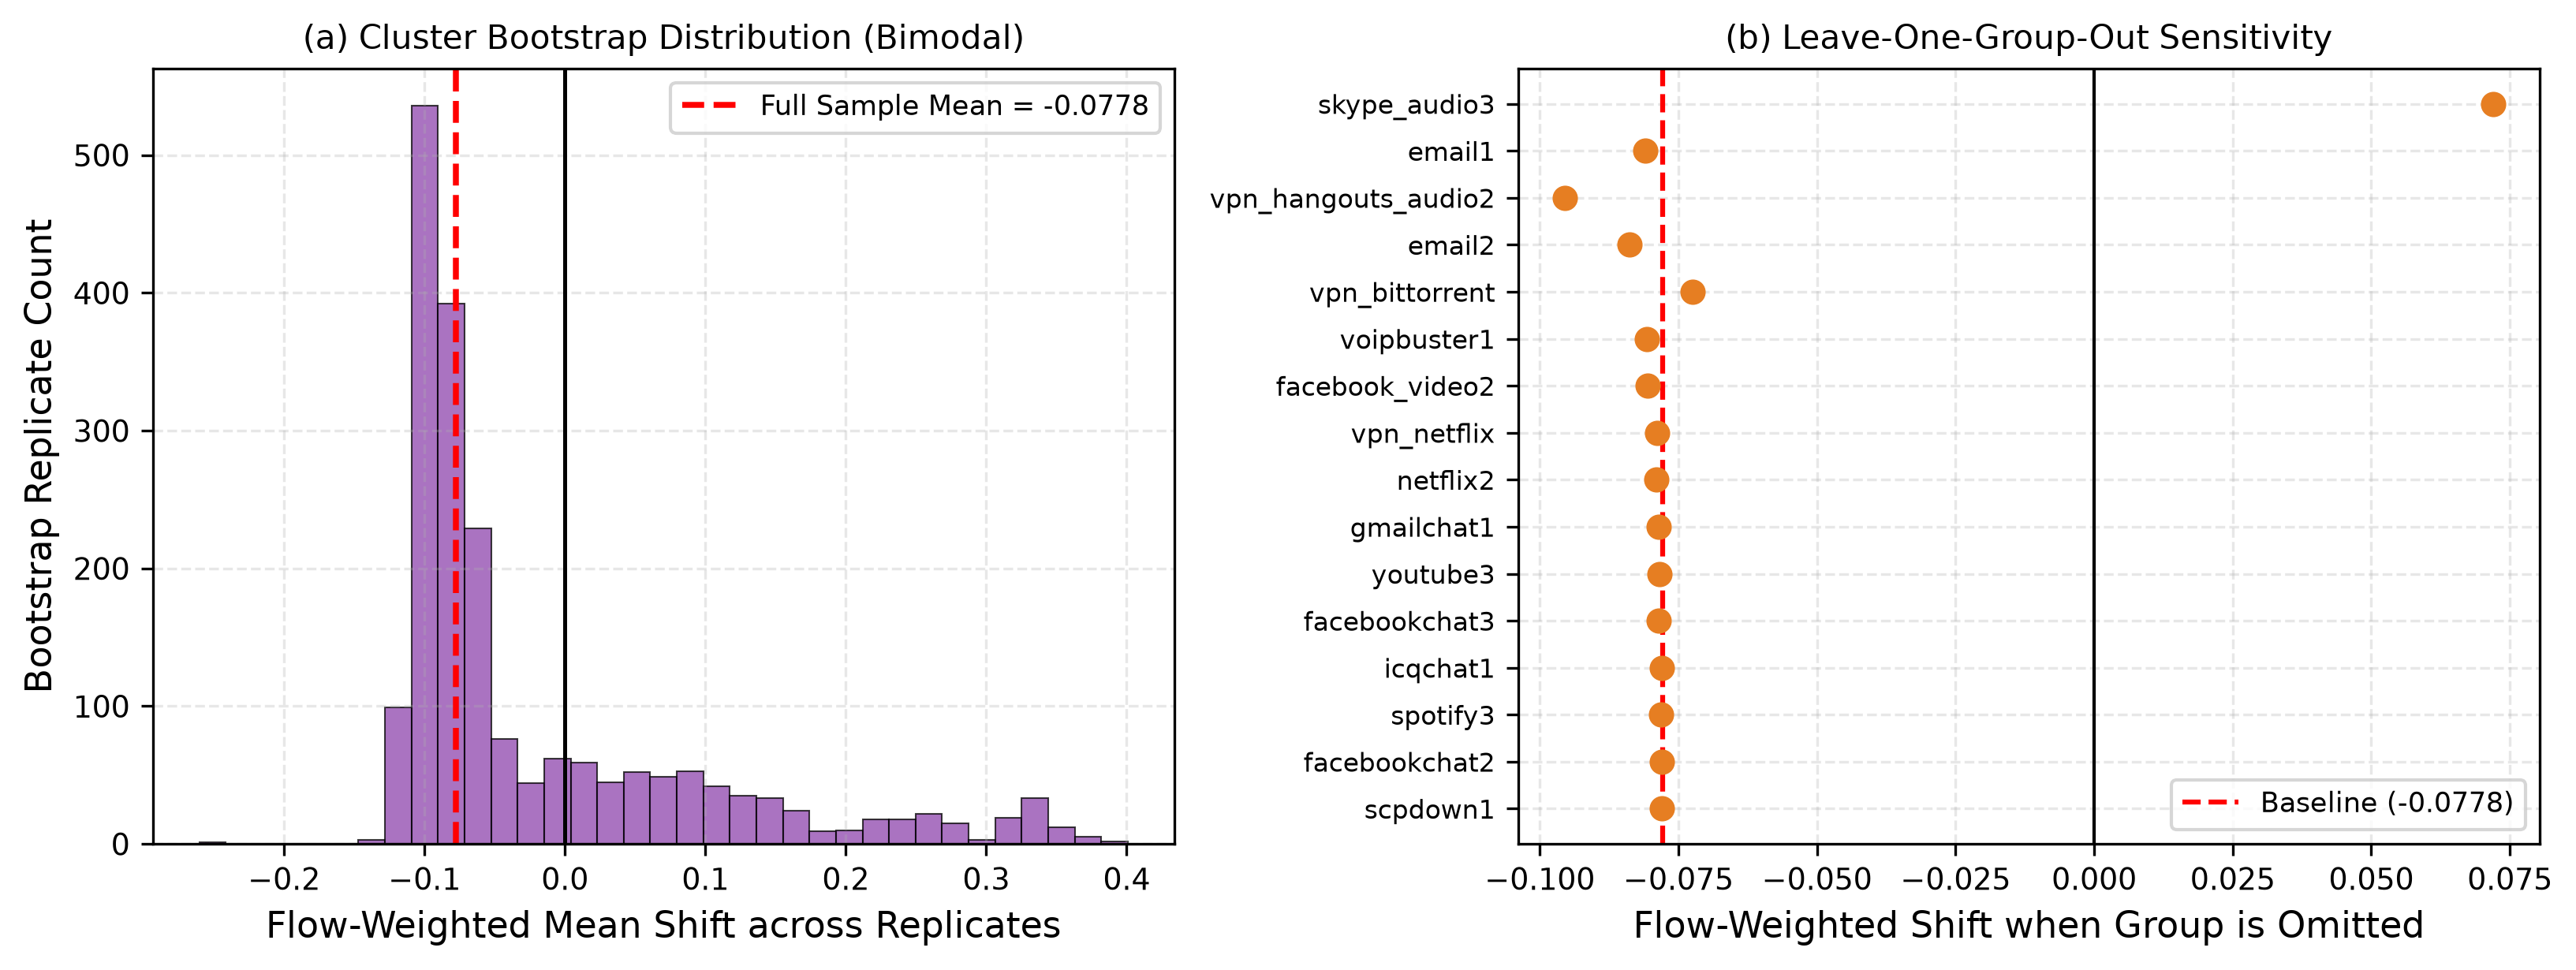 (a) Cluster Bootstrap Distribution (Bimodal)
Full Sample Mean = -0.0778
Bootstrap Replicate Count
500
400
300
200
100
0
−0.2
−0.1
0.0
0.1
0.2
0.3
0.4
Flow-Weighted Mean Shift across Replicates
(b) Leave-One-Group-Out Sensitivity
skype_audio3
email1
vpn_hangouts_audio2
email2
vpn_bittorrent
voipbuster1
facebook_video2
vpn_netflix
netflix2
gmailchat1
youtube3
facebookchat3
icqchat1
spotify3
facebookchat2
scpdown1
Baseline (-0.0778)
−0.100
−0.075
−0.050
−0.025
0.000
0.025
0.050
0.075
Flow-Weighted Shift when Group is Omitted